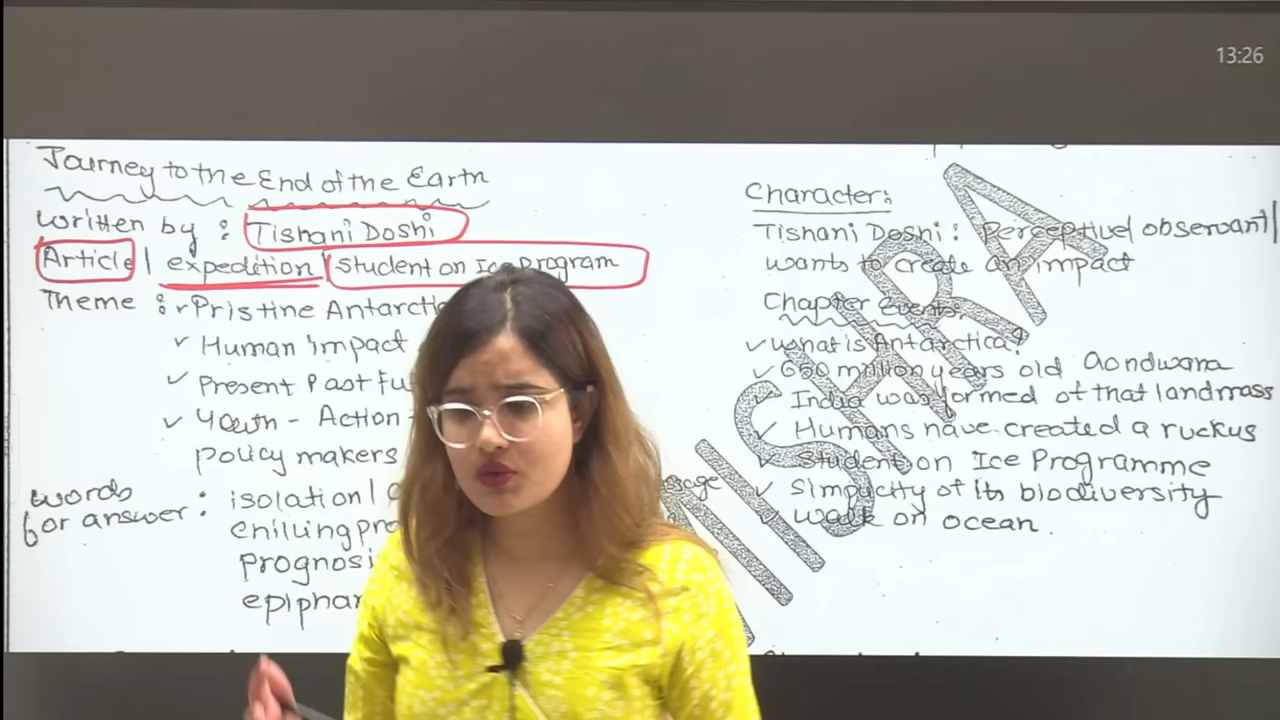 13:26
Journey to the End of the Earth
Written by : Tishani Doshi
Article | expedition | Student on Ice Program
Theme : Pristine Antarctic
✓ Human impact
✓ Present Past Fu
✓ Youth - Action -
policy makers
words
for answer : isolation |
chilling pro
prognosi
epiphan
Character:
Tishani Doshi : Perceptive| observant|
wants to create an impact
Chapter events:
✓ What is Antarctica?
✓ 650 million years old Gondwana
✓ India was formed of that landmass
✓ Humans have created a ruckus
✓ Student on Ice Programme
✓ Simplicity of its biodiversity
✓ walk on ocean.
MISHRA